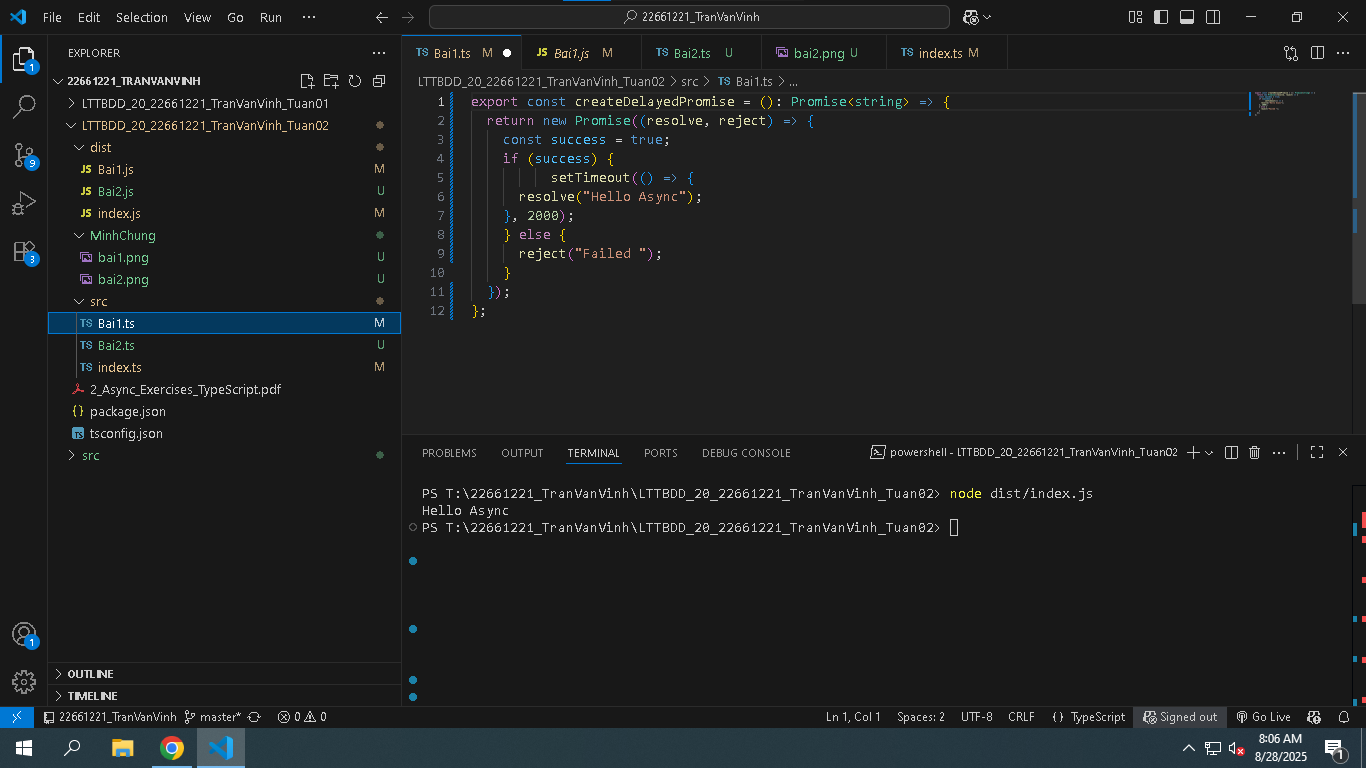 File Edit Selection View Go Run ··· 22661221_TranVanVinh
EXPLORER ···
22661221_TRANVANVINH
LTTBDD_20_22661221_TranVanVinh_Tuan01
LTTBDD_20_22661221_TranVanVinh_Tuan02
dist
JS Bai1.js M
JS Bai2.js U
JS index.js M
MinhChung
bai1.png U
bai2.png U
src
TS Bai1.ts M
TS Bai2.ts U
TS index.ts M
2_Async_Exercises_TypeScript.pdf
{} package.json
TS tsconfig.json
src
OUTLINE
TIMELINE
1
9
3
1
TS Bai1.ts M
JS Bai1.js M
TS Bai2.ts U
bai2.png U
TS index.ts M
LTTBDD_20_22661221_TranVanVinh_Tuan02 > src > TS Bai1.ts > ...
1 export const createDelayedPromise = (): Promise<string> => {
2 return new Promise((resolve, reject) => {
3 const success = true;
4 if (success) {
5 setTimeout(() => {
6 resolve("Hello Async");
7 }, 2000);
8 } else {
9 reject("Failed ");
10 }
11 });
12 };
PROBLEMS OUTPUT TERMINAL PORTS DEBUG CONSOLE powershell - LTTBDD_20_22661221_TranVanVinh_Tuan02
PS T:\22661221_TranVanVinh\LTTBDD_20_22661221_TranVanVinh_Tuan02> node dist/index.js
Hello Async
PS T:\22661221_TranVanVinh\LTTBDD_20_22661221_TranVanVinh_Tuan02>
22661221_TranVanVinh master* 0 0 Ln 1, Col 1 Spaces: 2 UTF-8 CRLF {} TypeScript Signed out Go Live
8:06 AM
8/28/2025
1